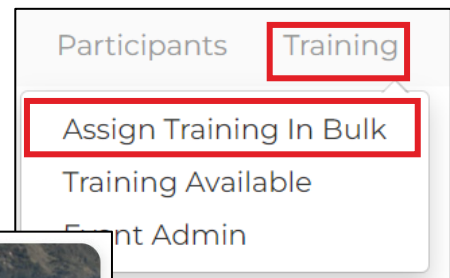 Participants Training
Assign Training In Bulk
Training Available
Event Admin